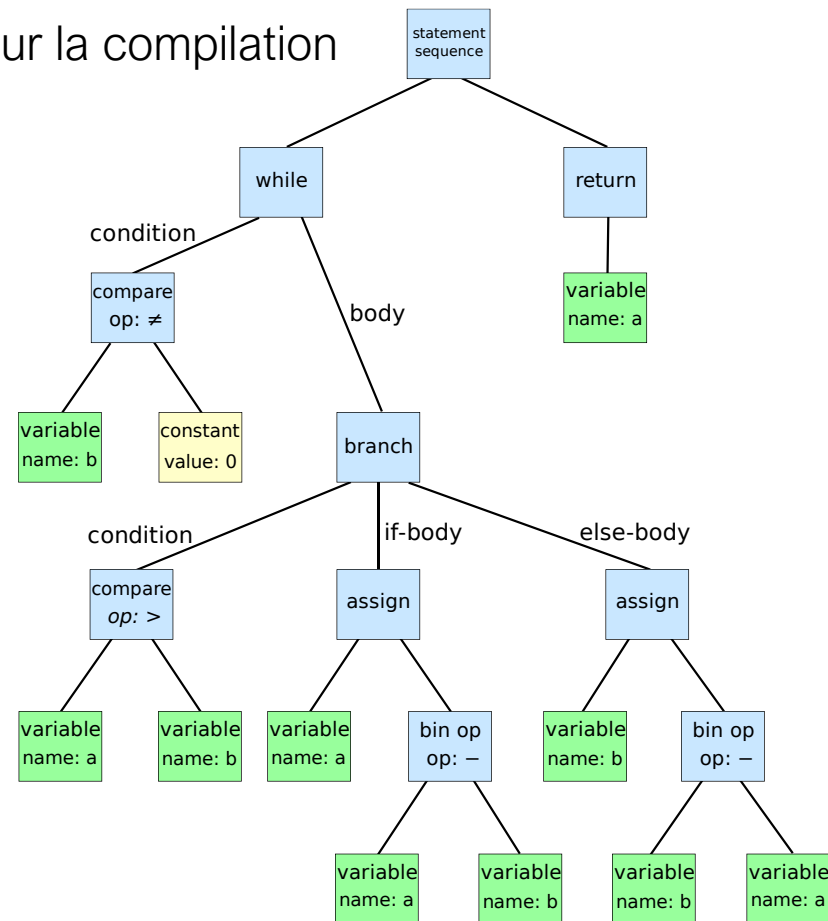 ur la compilation
statement
sequence
while
return
condition
compare
op: ≠
body
variable
name: a
variable
name: b
constant
value: 0
branch
condition
if-body
else-body
compare
op: >
assign
assign
variable
name: a
variable
name: b
variable
name: a
bin op
op: −
variable
name: b
bin op
op: −
variable
name: a
variable
name: b
variable
name: b
variable
name: a